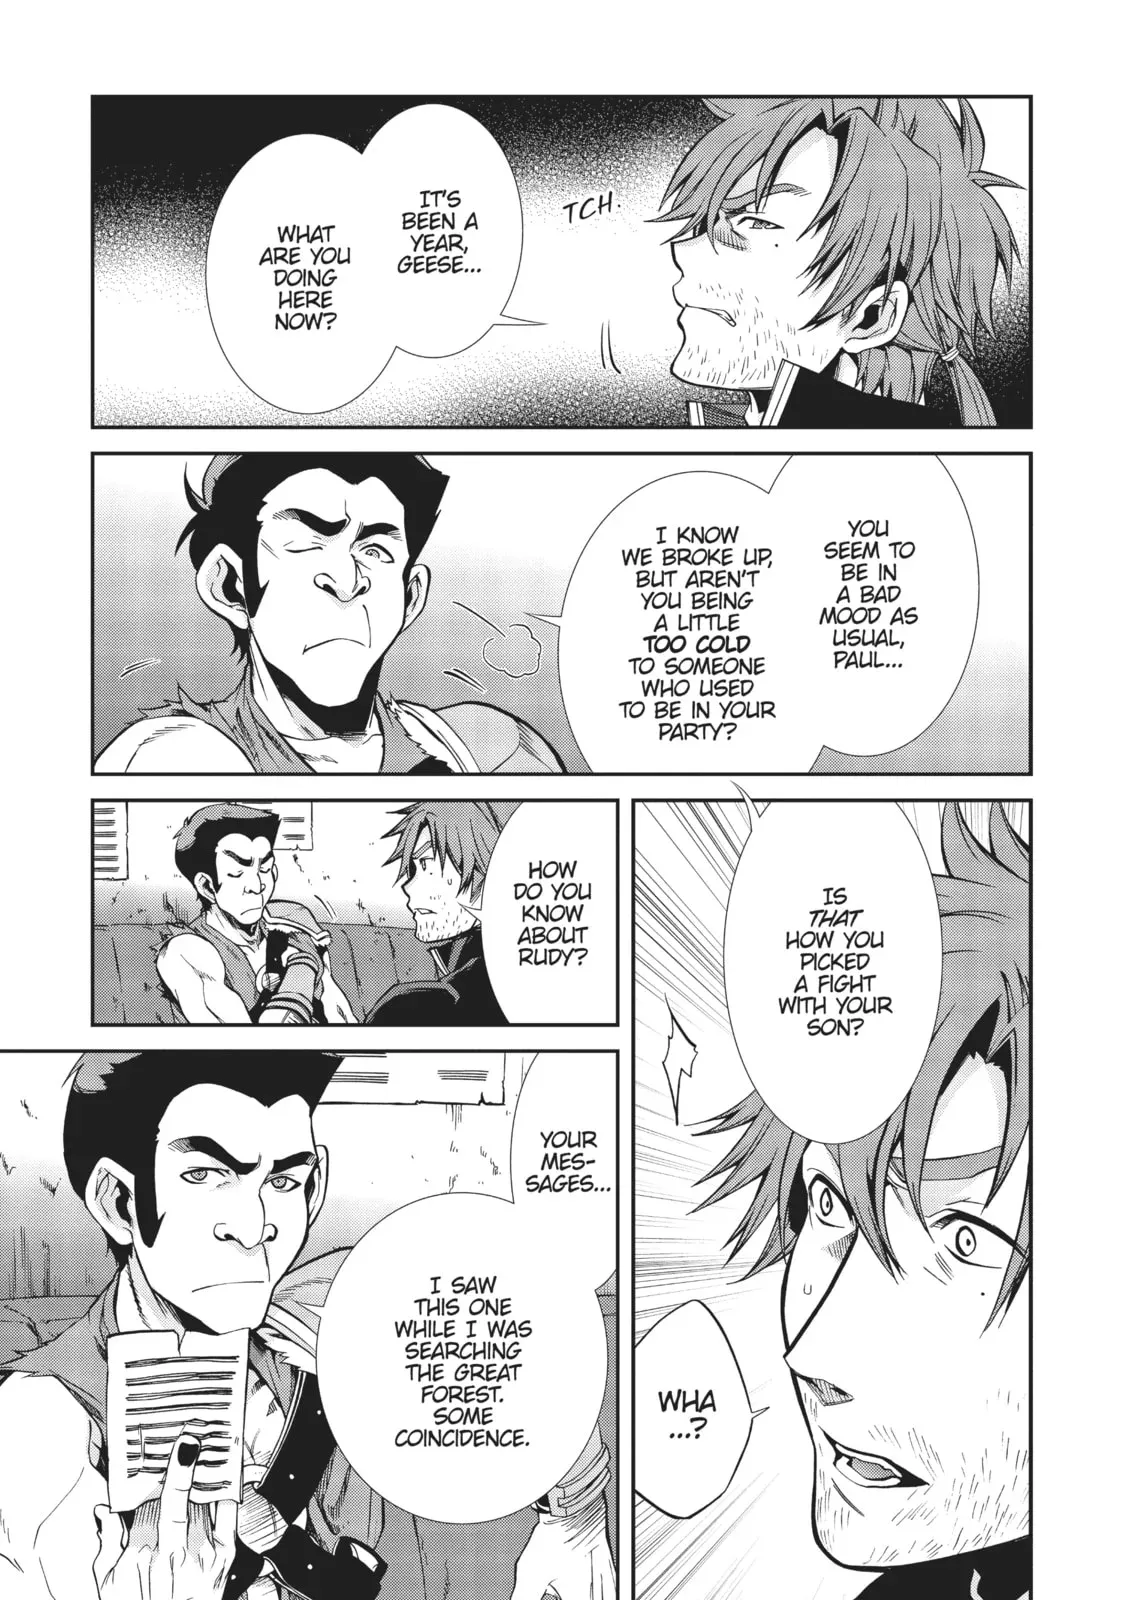 TCH.
IT'S
BEEN A
YEAR,
GEESE...
WHAT
ARE YOU
DOING
HERE
NOW?
YOU
SEEM TO
BE IN
A BAD
MOOD AS
USUAL,
PAUL...
I KNOW
WE BROKE UP,
BUT AREN'T
YOU BEING
A LITTLE
TOO COLD
TO SOMEONE
WHO USED
TO BE IN YOUR
PARTY?
IS
THAT
HOW YOU
PICKED
A FIGHT
WITH YOUR
SON?
WHA
...?
HOW
DO YOU
KNOW
ABOUT
RUDY?
YOUR
MES-
SAGES...
I SAW
THIS ONE
WHILE I WAS
SEARCHING
THE GREAT
FOREST.
SOME
COINCIDENCE.